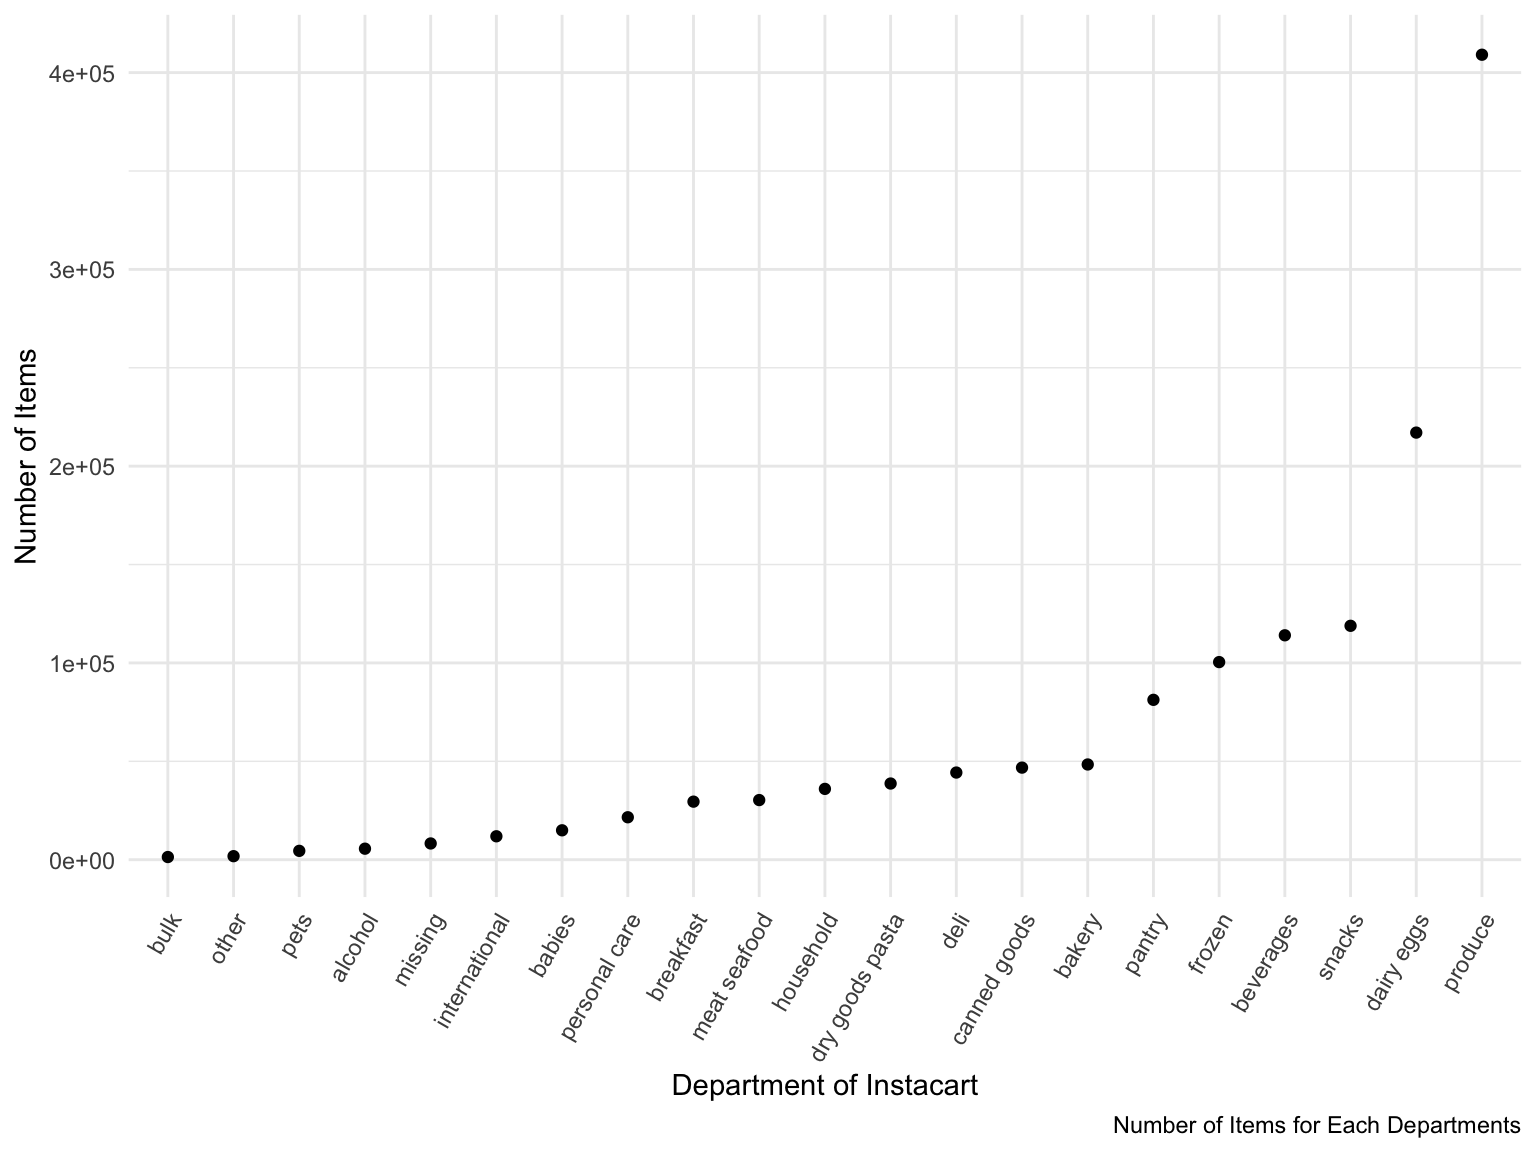 4e+05
3e+05
2e+05
1e+05
0e+00
Number of Items
bulk
other
pets
alcohol
missing
international
babies
personal care
breakfast
meat seafood
household
dry goods pasta
deli
canned goods
bakery
pantry
frozen
beverages
snacks
dairy eggs
produce
Department of Instacart
Number of Items for Each Departments